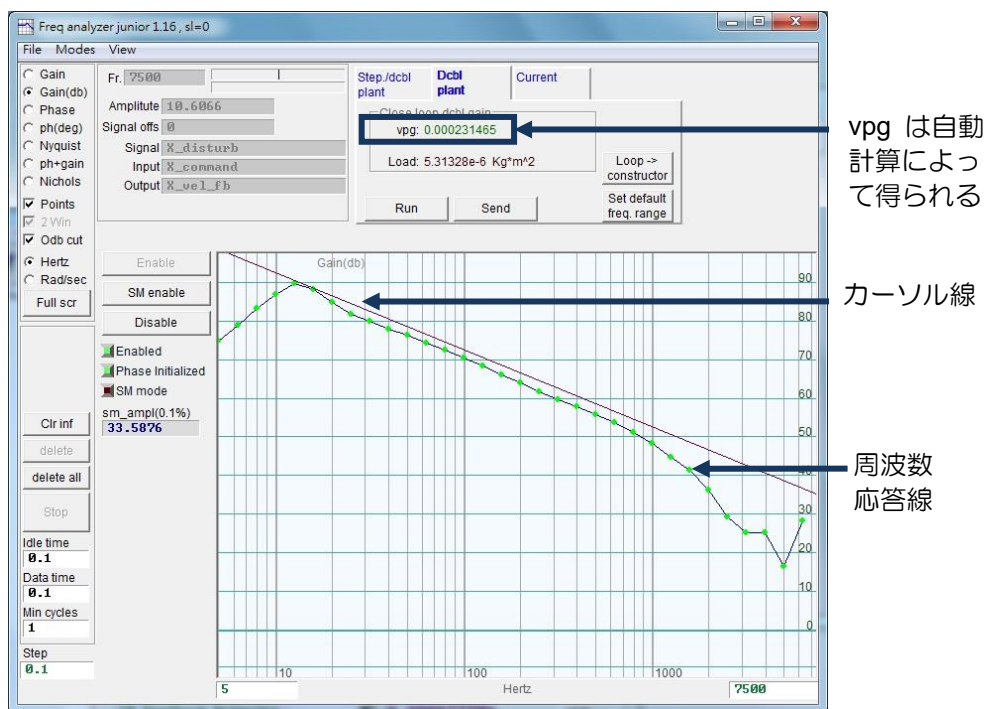 Freq analyzer junior 1.16 , sl=0
File Modes View
Gain
Gain(db)
Phase
ph(deg)
Nyquist
ph+gain
Nichols
Points
2 Win
Odb cut
Hertz
Rad/sec
Full scr
Fr. 7500
Amplitute 10.6066
Signal offs 0
Signal X_disturb
Input X_command
Output X_vel_fb
Step./dcbl plant
Dcbl plant
Current
Close loop dcbl gain
vpg: 0.000231465
Load: 5.31328e-6 Kg*m^2
Loop -> constructor
Run
Send
Set default freq. range
vpg は自動
計算によっ
て得られる
Enable
SM enable
Disable
Enabled
Phase Initialized
SM mode
sm_ampl(0.1%)
33.5876
Clr inf
delete
delete all
Stop
Idle time
0.1
Data time
0.1
Min cycles
1
Step
0.1
Gain(db)
90
80
70
60
50
40
30
20
10
0
10
100
1000
5
Hertz
7500
カーソル線
周波数
応答線